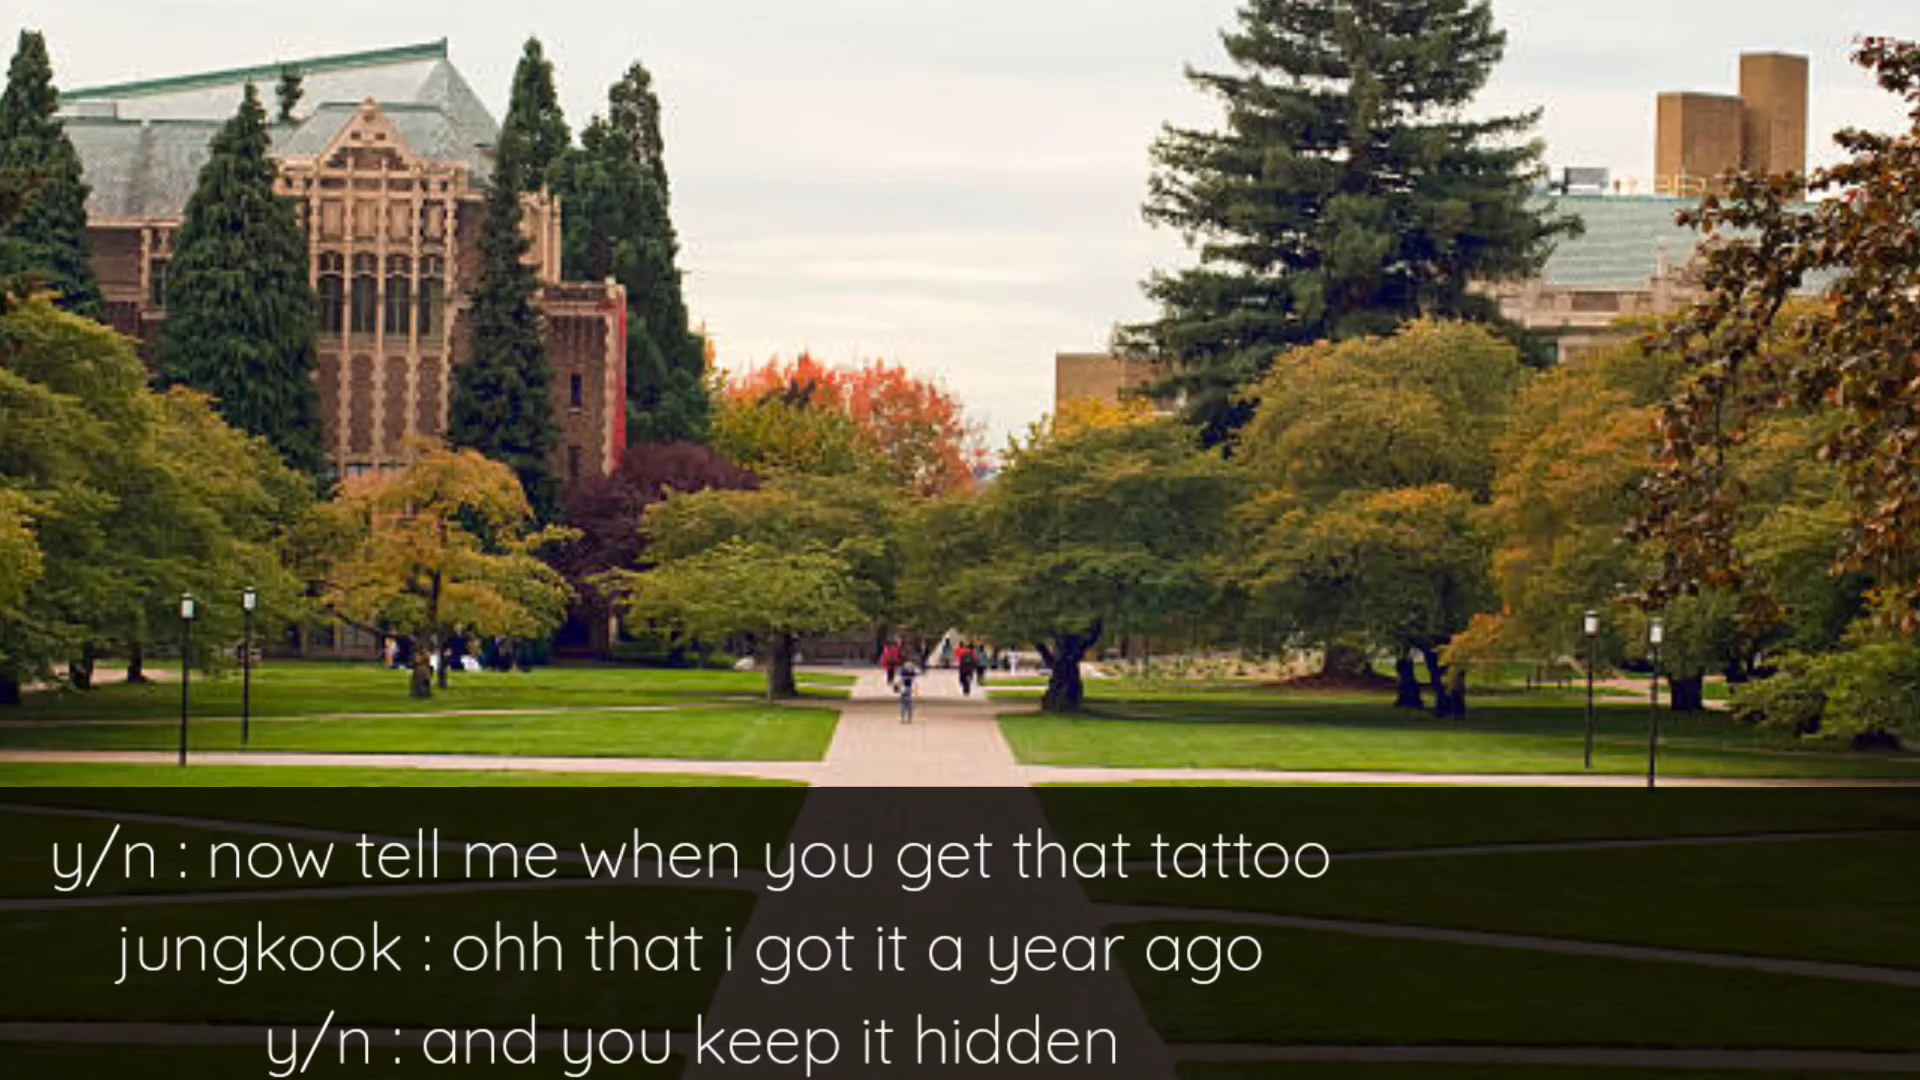 y/n : now tell me when you get that tattoo
jungkook : ohh that i got it a year ago
y/n : and you keep it hidden